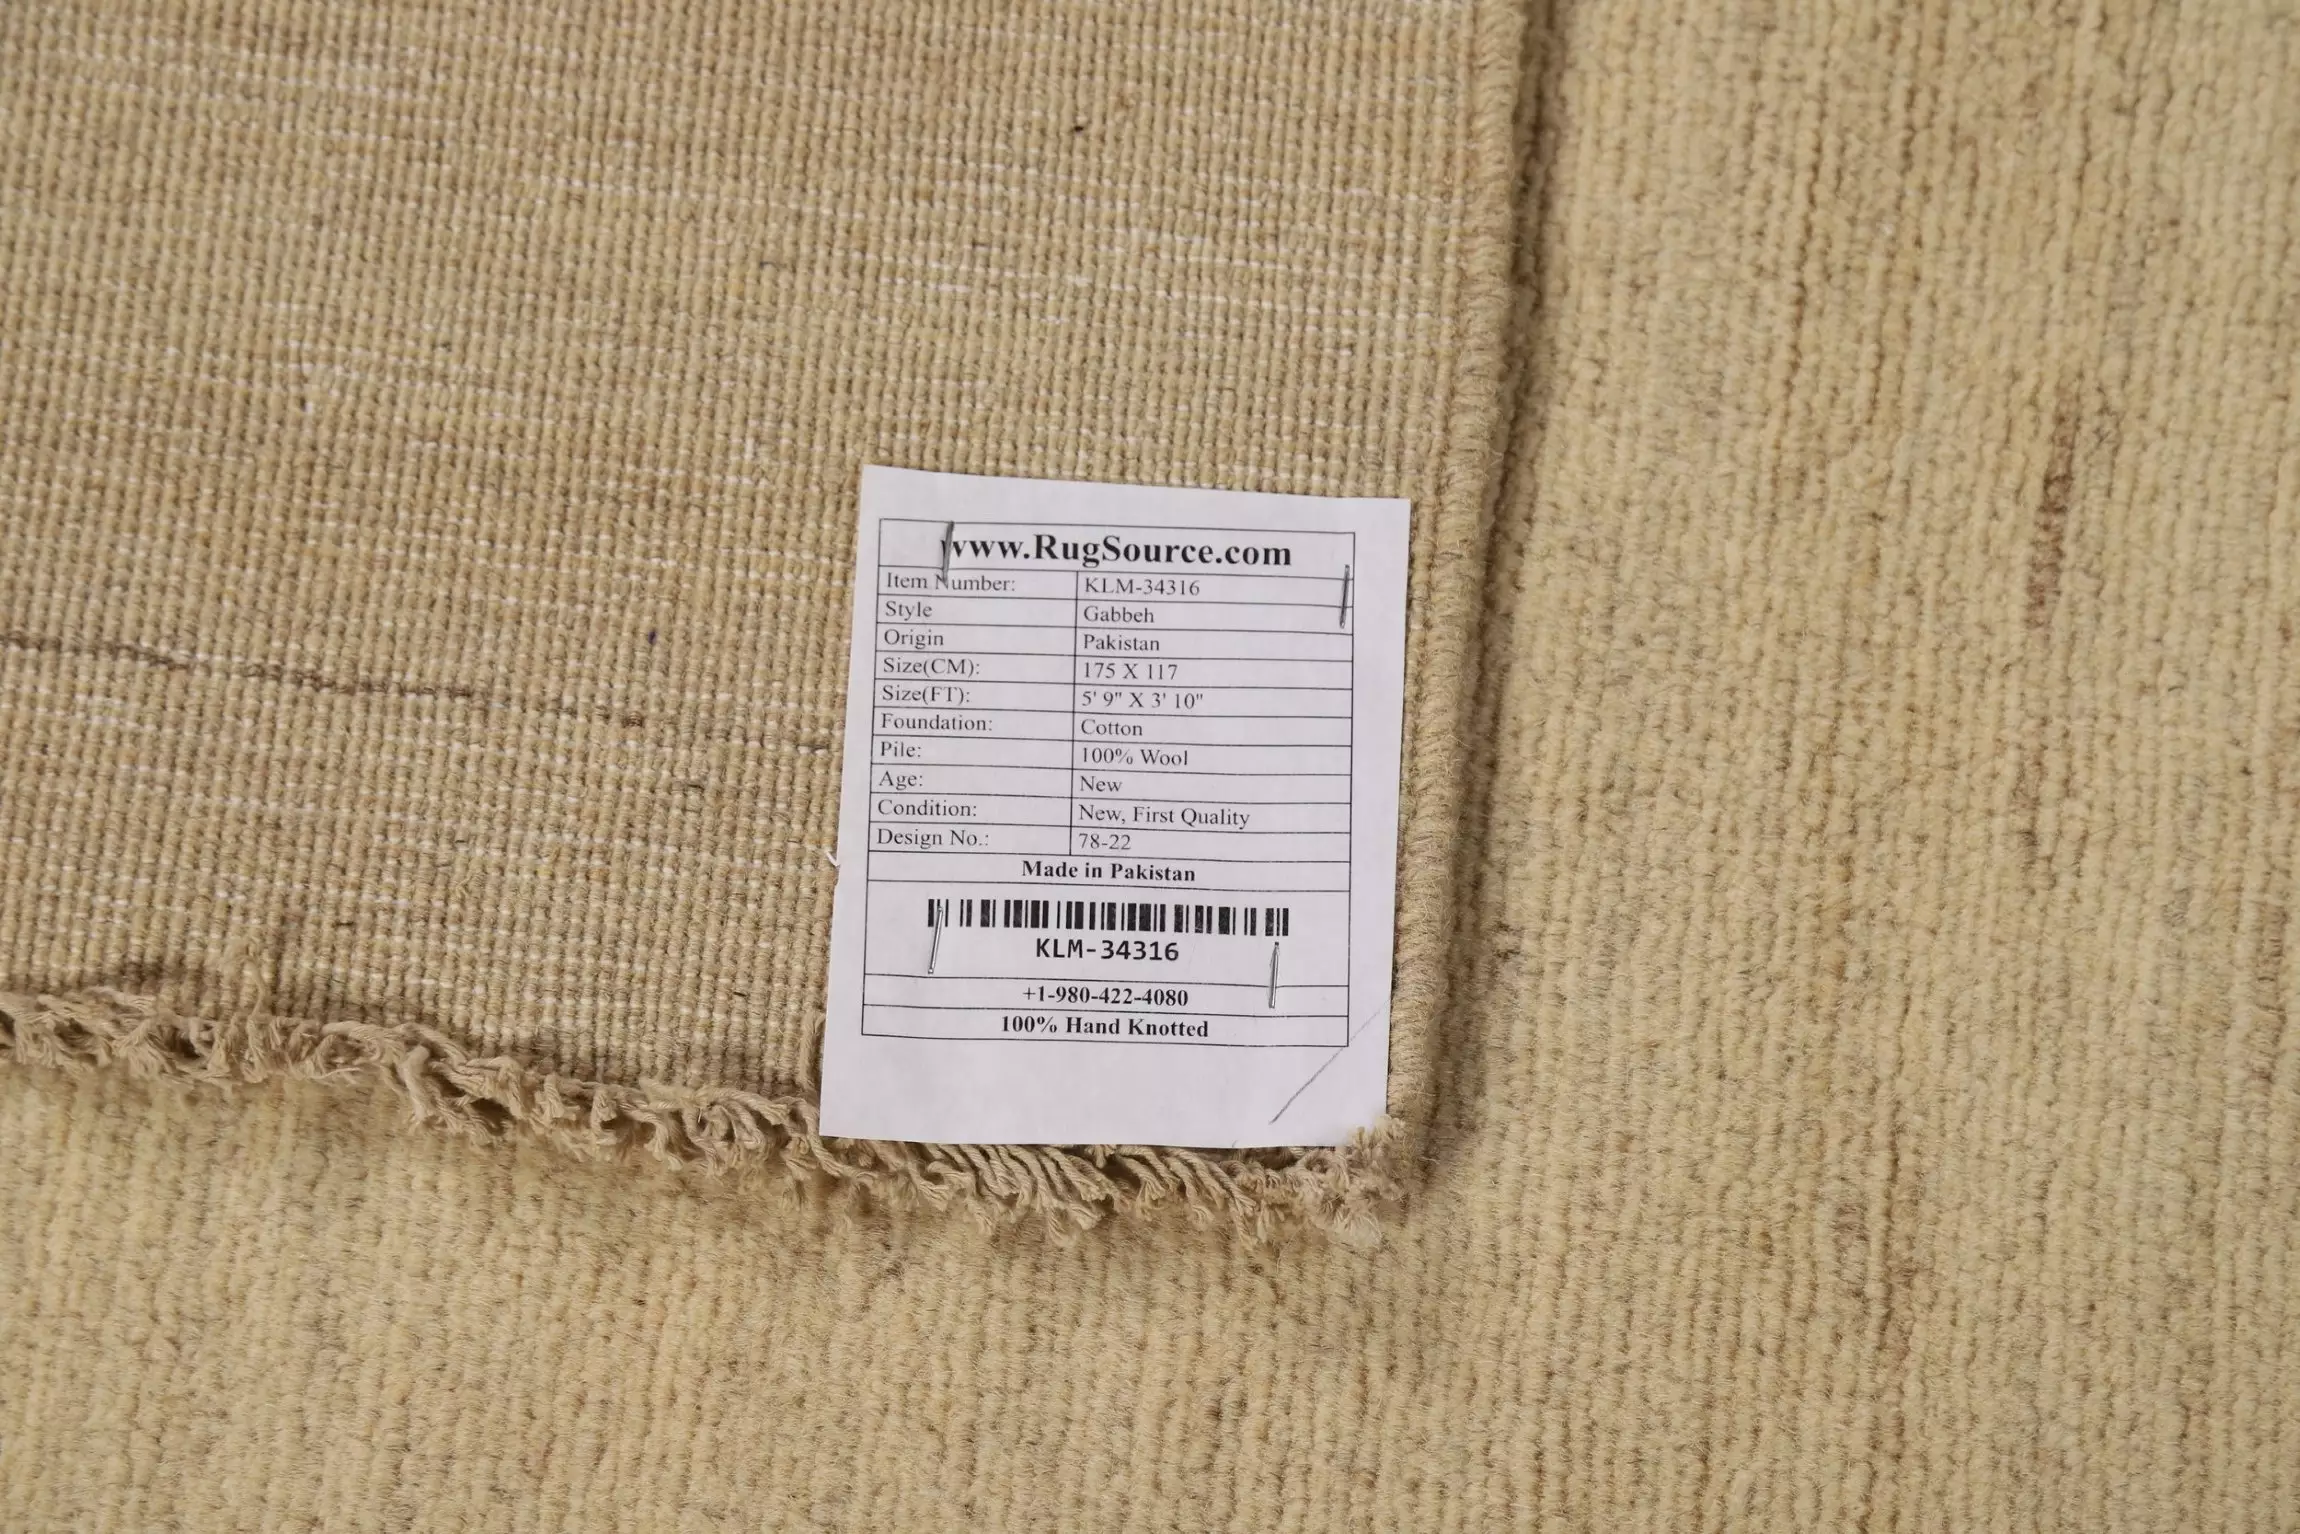 www.RugSource.com
Item Number: KLM-34316
Style Gabbeh
Origin Pakistan
Size(CM): 175 X 117
Size(FT): 5' 9" X 3' 10"
Foundation: Cotton
Pile: 100% Wool
Age: New
Condition: New, First Quality
Design No.: 78-22
Made in Pakistan
KLM-34316
+1-980-422-4080
100% Hand Knotted